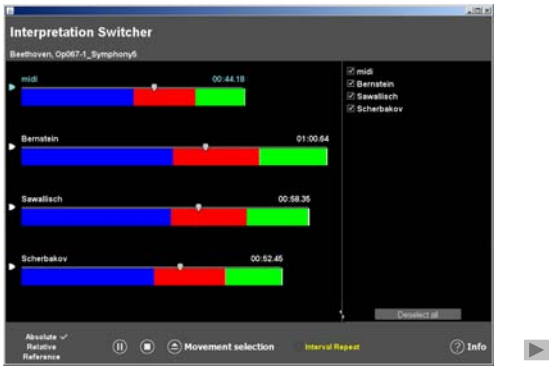 Interpretation Switcher
Beethoven, Op067-1_Symphony5
midi 00:44.18
Bernstein 01:00.64
Sawallisch 00:58.35
Scherbakov 00:52.45
midi
Bernstein
Sawallisch
Scherbakov
Deselect all
Absolute
Relative
Reference
Movement selection
Interval Repeat
? Info